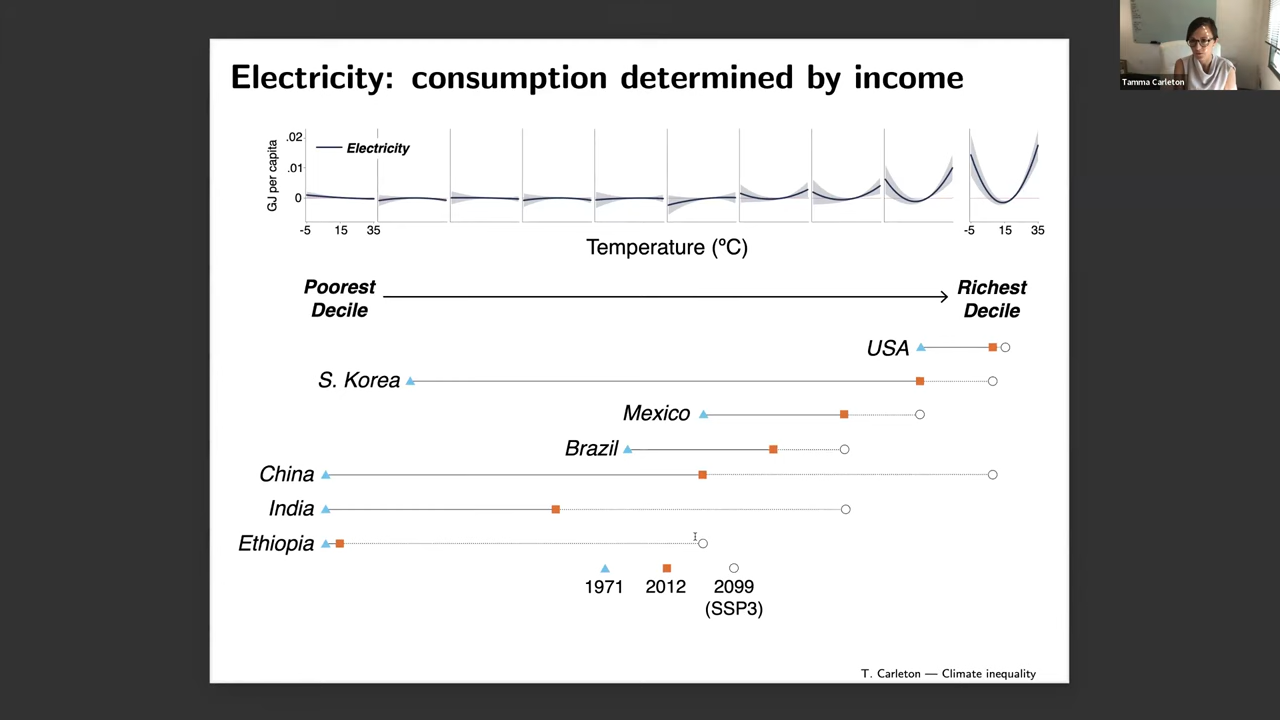 Tamma Carleton
Electricity: consumption determined by income
GJ per capita
.02
.01
0
Electricity
-5 15 35
-5 15 35
Temperature (ºC)
Poorest
Decile
Richest
Decile
USA
S. Korea
Mexico
Brazil
China
India
Ethiopia
1971 2012 2099
(SSP3)
T. Carleton — Climate inequality